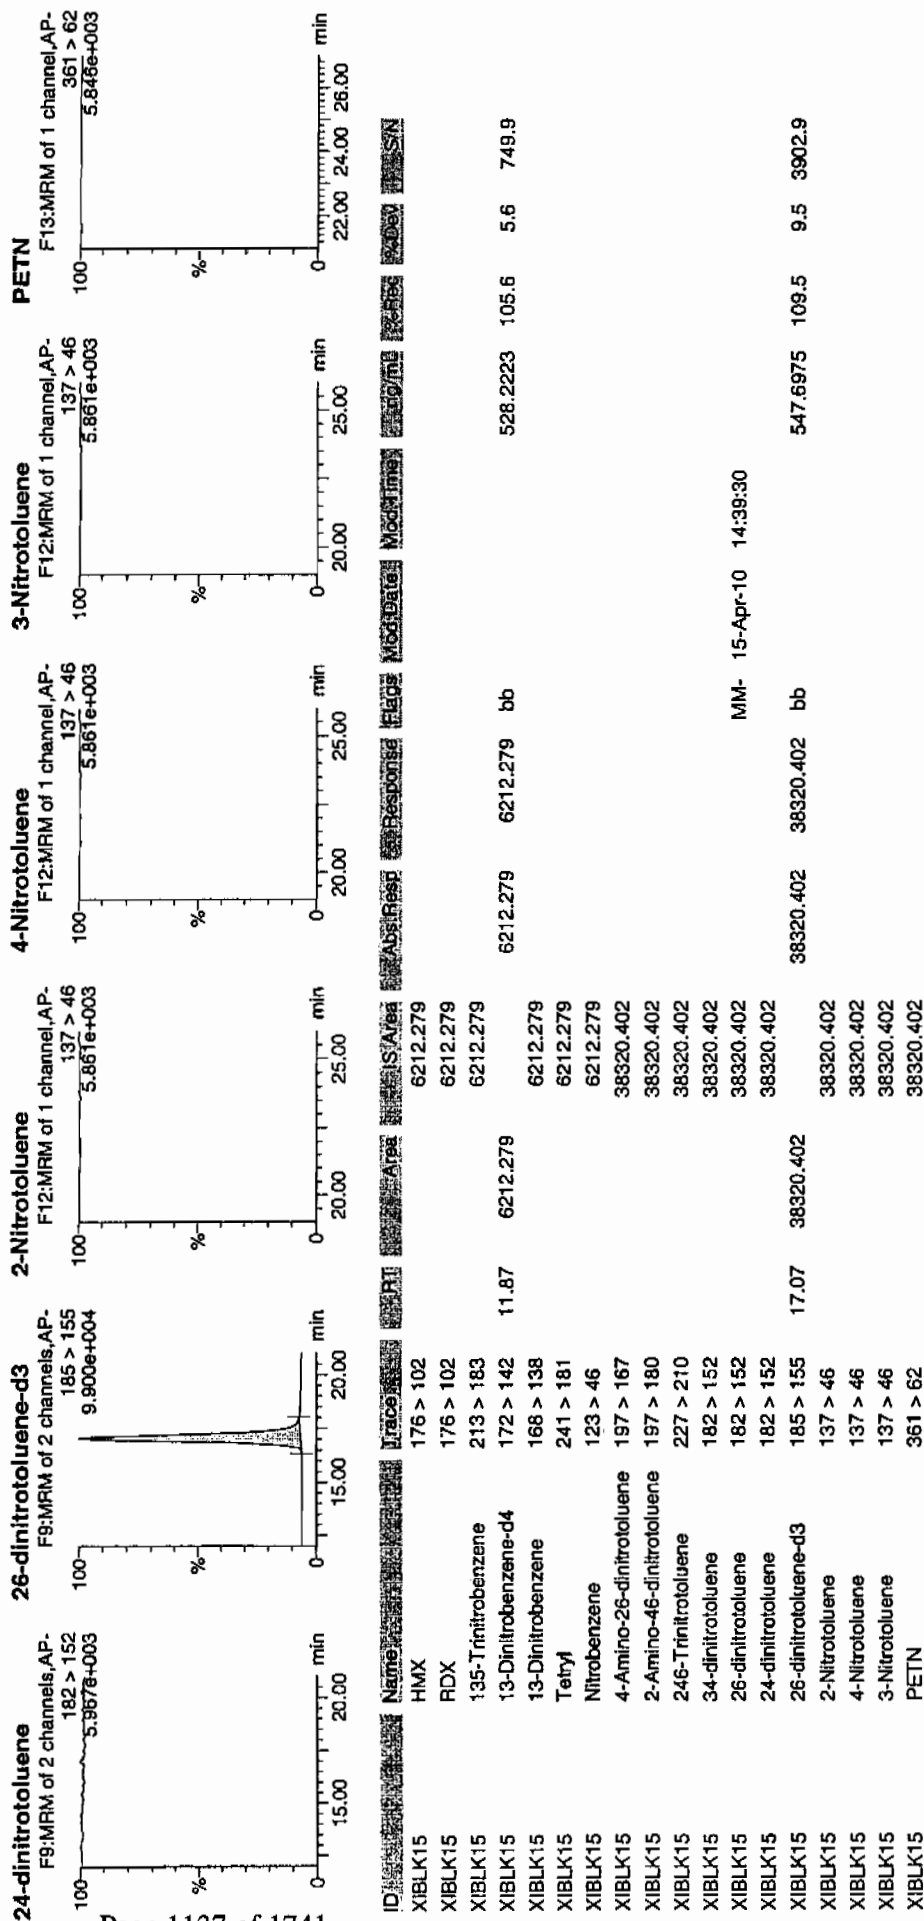 24-dinitrotoluene
F9:MRM of 2 channels,AP-
182 > 152
5.967e+003
100
%
0
15.00
20.00
min
26-dinitrotoluene-d3
F9:MRM of 2 channels,AP-
185 > 155
9.900e+004
100
%
0
15.00
20.00
min
2-Nitrotoluene
F12:MRM of 1 channel,AP-
137 > 46
5.861e+003
100
%
0
20.00
25.00
min
4-Nitrotoluene
F12:MRM of 1 channel,AP-
137 > 46
5.861e+003
100
%
0
20.00
25.00
min
3-Nitrotoluene
F12:MRM of 1 channel,AP-
137 > 46
5.861e+003
100
%
0
20.00
25.00
min
PETN
F13:MRM of 1 channel,AP-
361 > 62
5.846e+003
100
%
0
22.00
24.00
26.00
min
ID Name Trace RT Area IS Area Abs.Resp Response Flags Mod.Date Mod.Time ng/mL %Rec %Dev S/N
XIBLK15 HMX 176 > 102 6212.279
XIBLK15 RDX 176 > 102 6212.279
XIBLK15 135-Trinitrobenzene 213 > 183 6212.279
XIBLK15 13-Dinitrobenzene-d4 172 > 142 11.87 6212.279 6212.279 6212.279 bb 528.2223 105.6 5.6 749.9
XIBLK15 13-Dinitrobenzene 168 > 138 6212.279
XIBLK15 Tetryl 241 > 181 6212.279
XIBLK15 Nitrobenzene 123 > 46 6212.279
XIBLK15 4-Amino-26-dinitrotoluene 197 > 167 38320.402
XIBLK15 2-Amino-46-dinitrotoluene 197 > 180 38320.402
XIBLK15 246-Trinitrotoluene 227 > 210 38320.402
XIBLK15 34-dinitrotoluene 182 > 152 38320.402
XIBLK15 26-dinitrotoluene 182 > 152 38320.402 MM- 15-Apr-10 14:39:30
XIBLK15 24-dinitrotoluene 182 > 152 38320.402
XIBLK15 26-dinitrotoluene-d3 185 > 155 17.07 38320.402 38320.402 38320.402 bb 547.6975 109.5 9.5 3902.9
XIBLK15 2-Nitrotoluene 137 > 46 38320.402
XIBLK15 4-Nitrotoluene 137 > 46 38320.402
XIBLK15 3-Nitrotoluene 137 > 46 38320.402
XIBLK15 PETN 361 > 62 38320.402